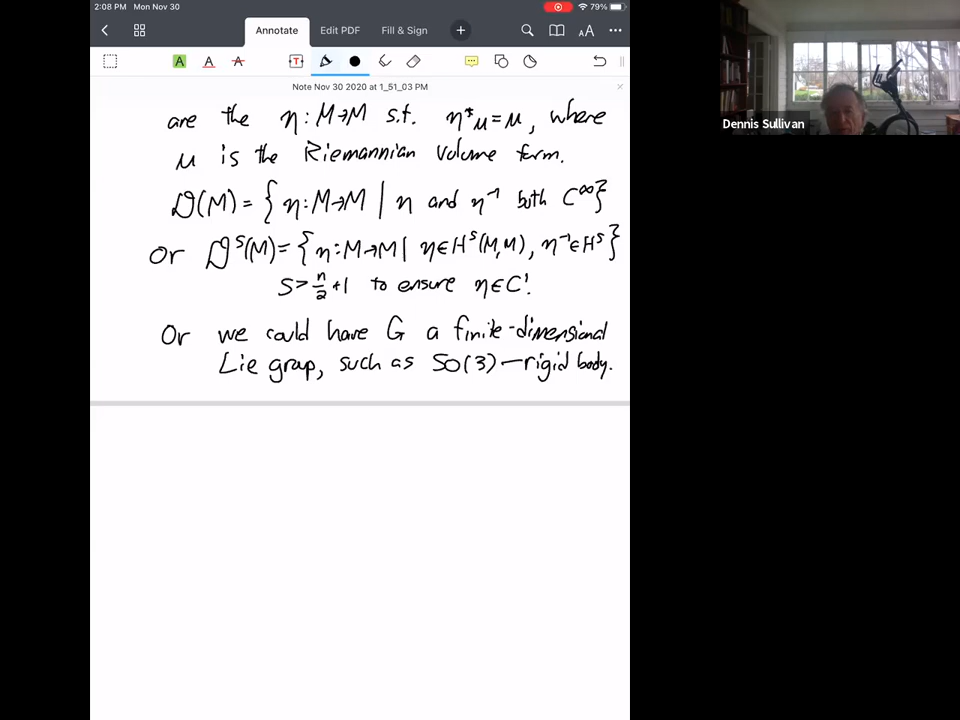 2:08 PM Mon Nov 30
79%
Annotate
Edit PDF
Fill & Sign
Note Nov 30 2020 at 1_51_03 PM
Dennis Sullivan
are the η : M→M s.t. η*μ=μ, where
μ is the Riemannian volume form.
𝒟(M) = { η : M→M | η and η⁻¹ both C^∞ }
or 𝒟^s(M) = { η : M→M | η∈H^s(M,M), η⁻¹∈H^s }
s > n/2 + 1 to ensure η∈C¹.
Or we could have G a finite-dimensional
Lie group, such as SO(3) — rigid body.